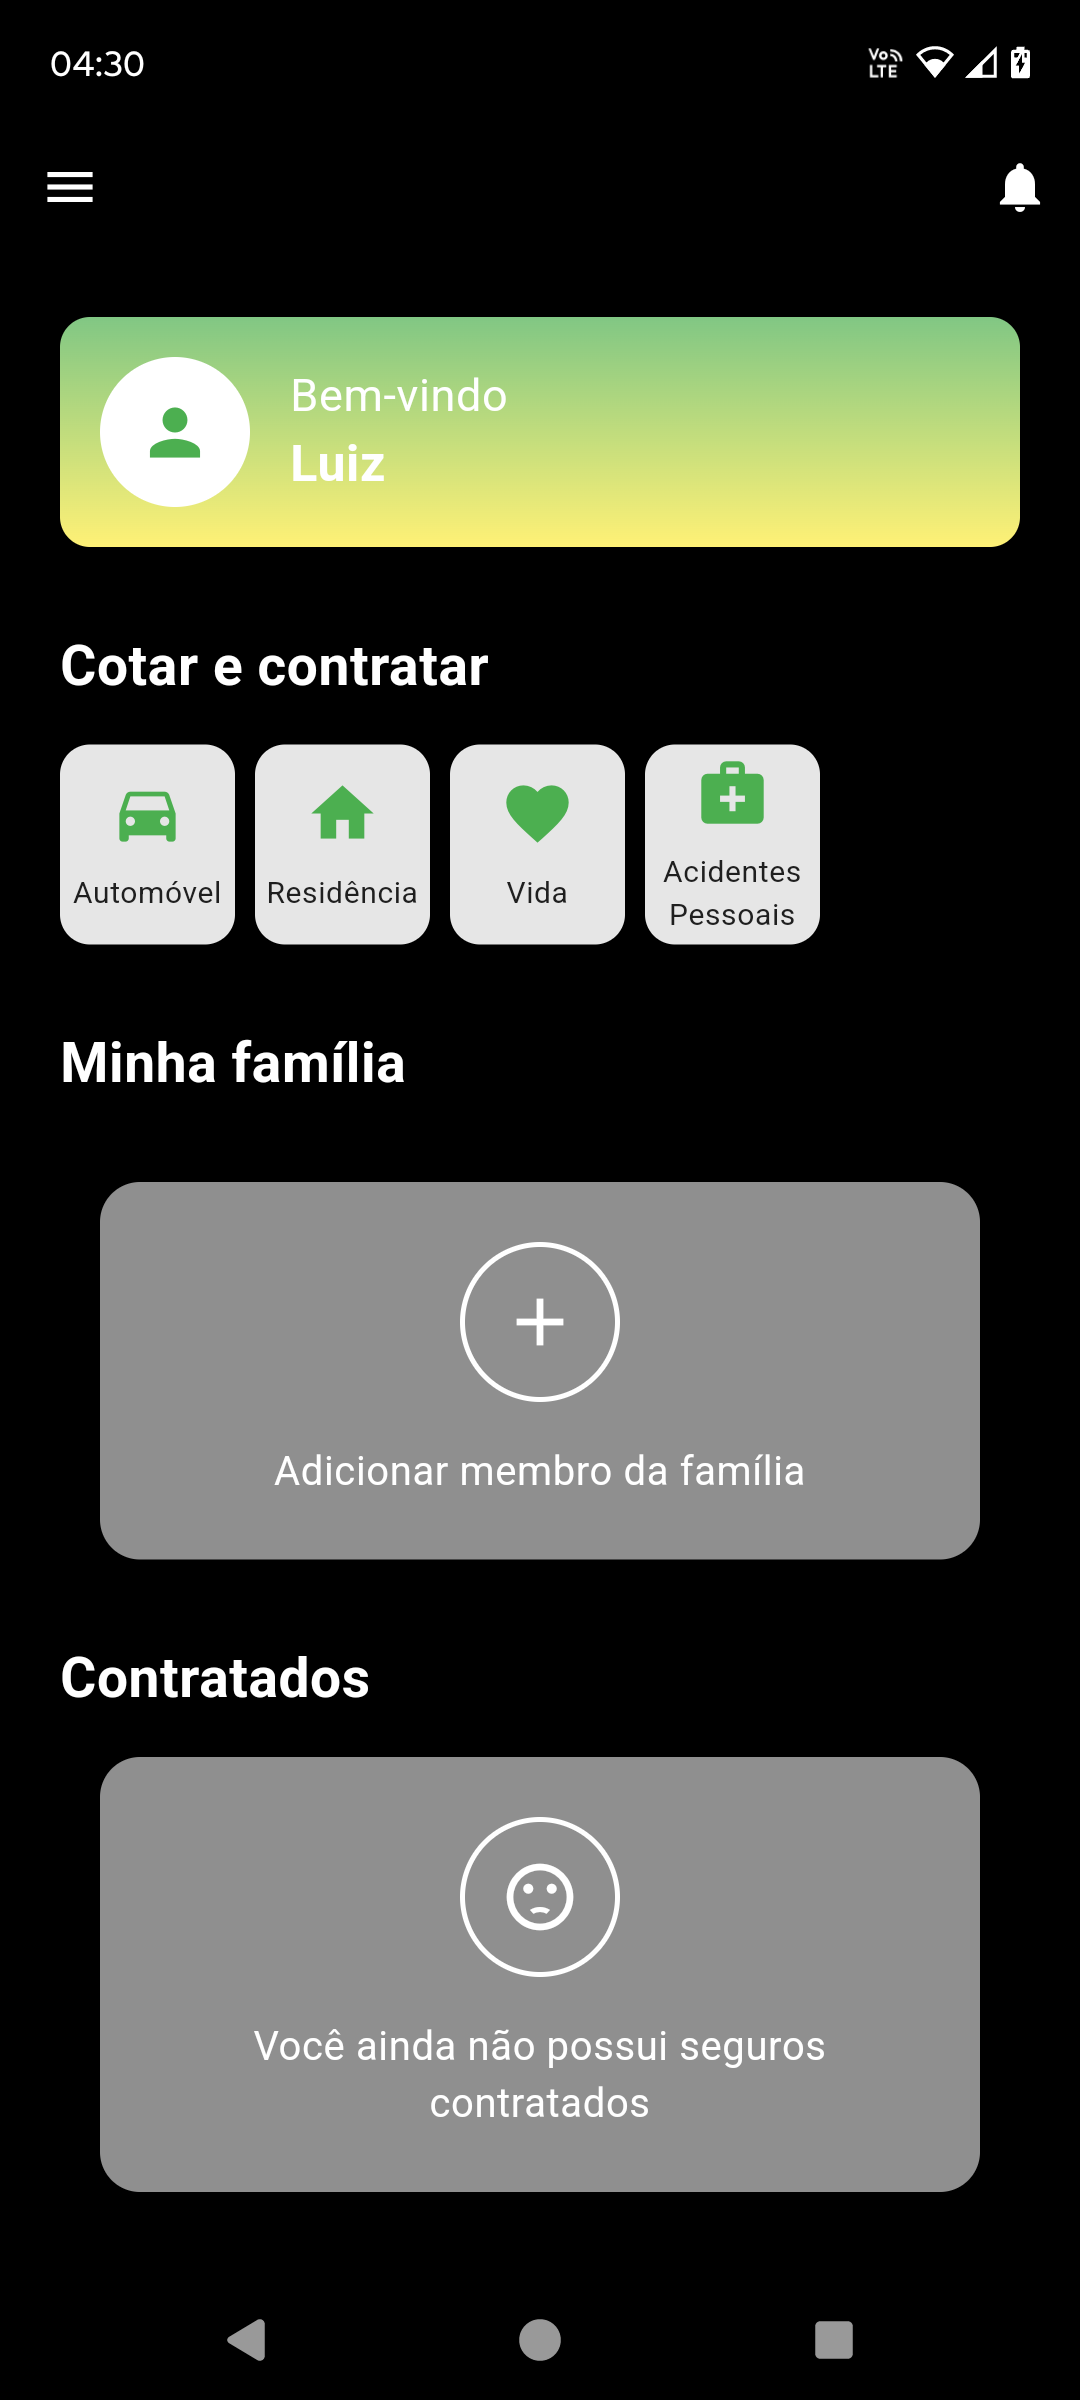 04:30
Vo LTE
Bem-vindo
Luiz
Cotar e contratar
Automóvel
Residência
Vida
Acidentes
Pessoais
Minha família
Adicionar membro da família
Contratados
Você ainda não possui seguros
contratados